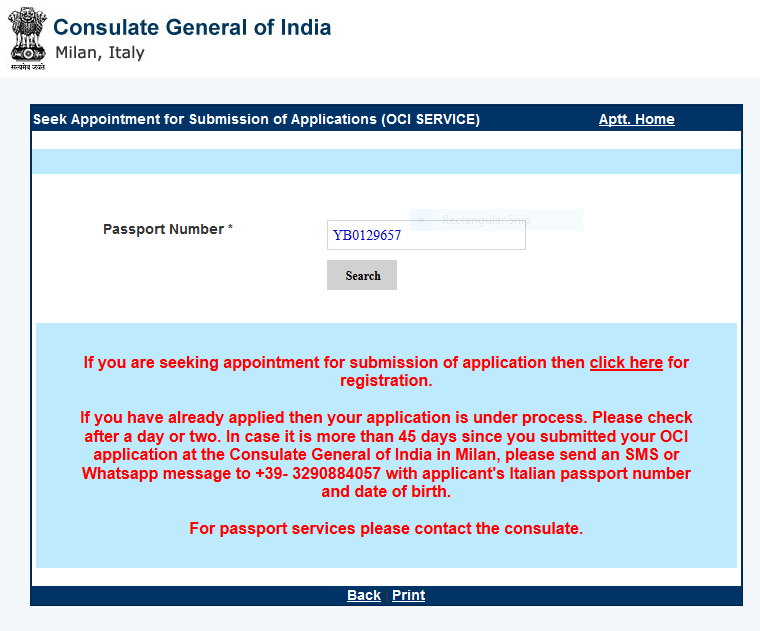 Consulate General of India
Milan, Italy
सत्यमेव जयते
Seek Appointment for Submission of Applications (OCI SERVICE) Aptt. Home
Rectangular Snip
Passport Number *
YB0129657
Search
If you are seeking appointment for submission of application then click here for
registration.
If you have already applied then your application is under process. Please check
after a day or two. In case it is more than 45 days since you submitted your OCI
application at the Consulate General of India in Milan, please send an SMS or
Whatsapp message to +39- 3290884057 with applicant's Italian passport number
and date of birth.
For passport services please contact the consulate.
Back | Print